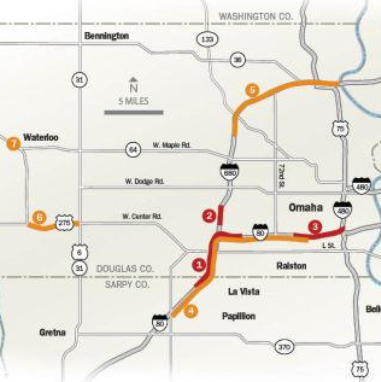 WASHINGTON CO.
Bennington
133
36
31
N
5 MILES
5
75
7
Waterloo
64
W. Maple Rd.
680
72nd St.
W. Dodge Rd.
480
6
275
W. Center Rd.
2
Omaha
480
3
80
L St.
6
31
DOUGLAS CO.
SARPY CO.
1
Ralston
La Vista
4
Papillion
80
Gretna
370
75